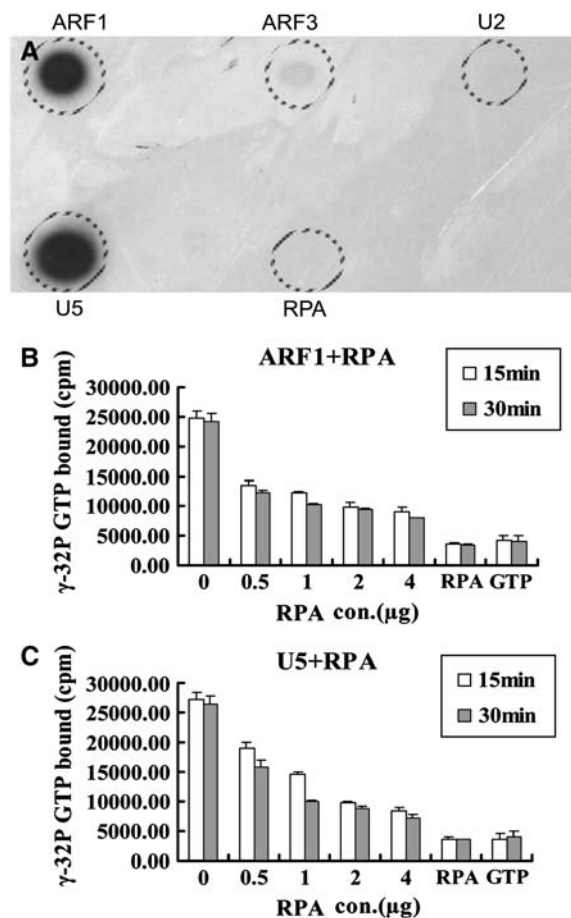 ARF1 ARF3 U2
A
U5 RPA
B
ARF1+RPA
15min
30min
γ-32P GTP bound (cpm)
30000.00
25000.00
20000.00
15000.00
10000.00
5000.00
0.00
0 0.5 1 2 4 RPA GTP
RPA con.(μg)
C
U5+RPA
15min
30min
γ-32P GTP bound (cpm)
30000.00
25000.00
20000.00
15000.00
10000.00
5000.00
0.00
0 0.5 1 2 4 RPA GTP
RPA con.(μg)